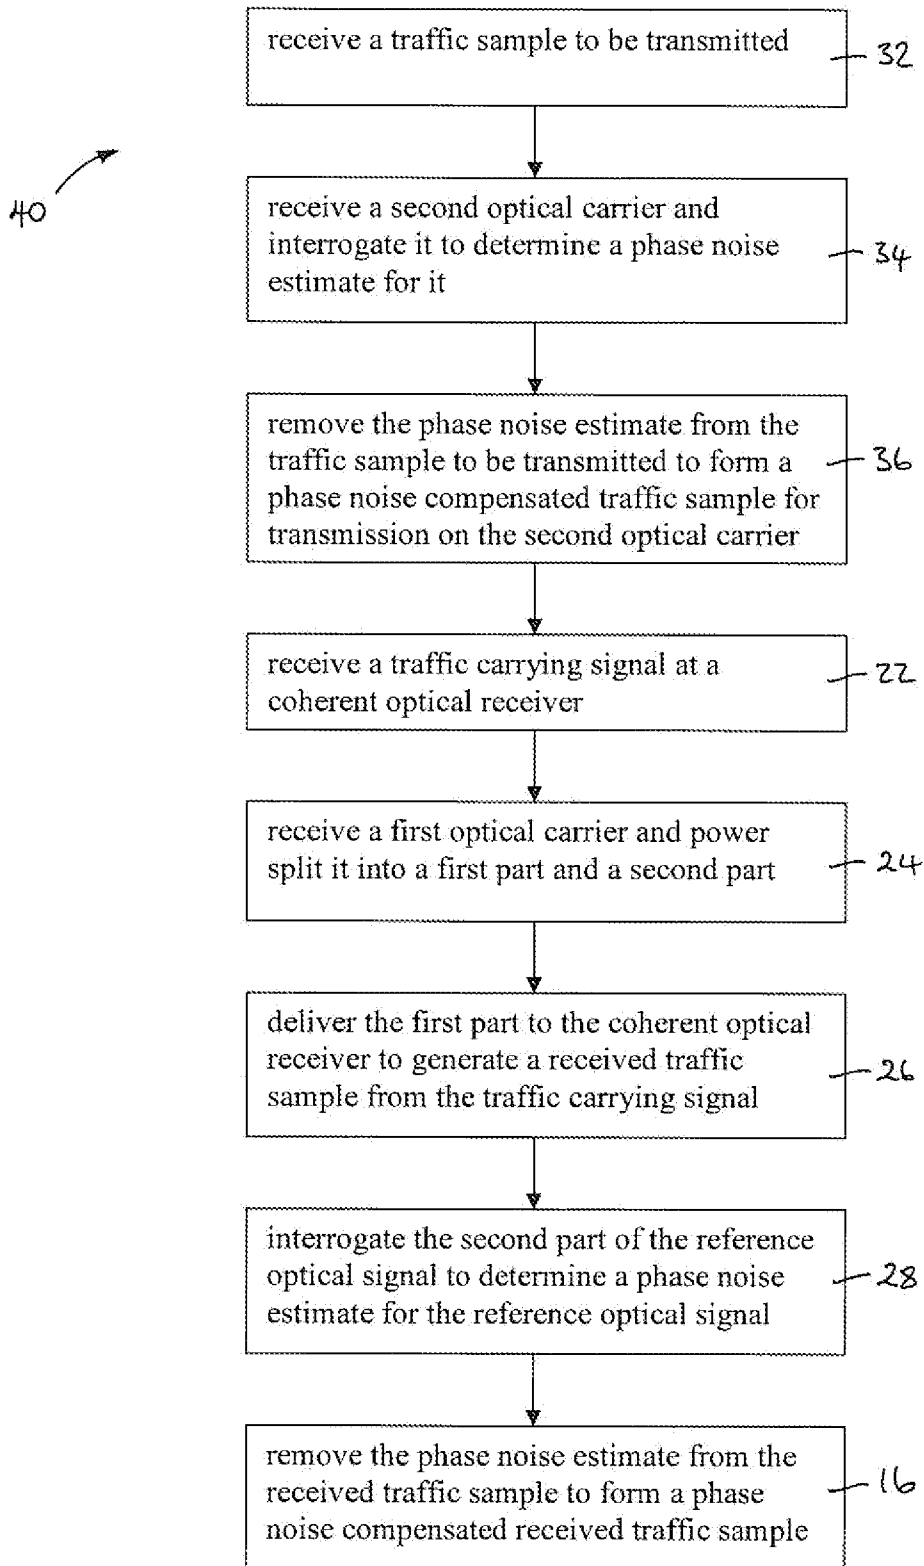 receive a traffic sample to be transmitted
32
40
receive a second optical carrier and
interrogate it to determine a phase noise
estimate for it
34
remove the phase noise estimate from the
traffic sample to be transmitted to form a
phase noise compensated traffic sample for
transmission on the second optical carrier
36
receive a traffic carrying signal at a
coherent optical receiver
22
receive a first optical carrier and power
split it into a first part and a second part
24
deliver the first part to the coherent optical
receiver to generate a received traffic
sample from the traffic carrying signal
26
interrogate the second part of the reference
optical signal to determine a phase noise
estimate for the reference optical signal
28
remove the phase noise estimate from the
received traffic sample to form a phase
noise compensated received traffic sample
16